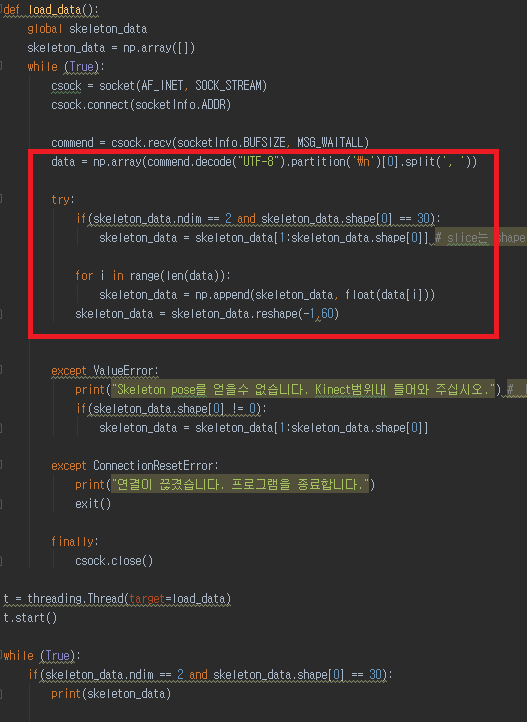 def load_data():
    global skeleton_data
    skeleton_data = np.array([])
    while (True):
        csock = socket(AF_INET, SOCK_STREAM)
        csock.connect(socketInfo.ADDR)
        commend = csock.recv(socketInfo.BUFSIZE, MSG_WAITALL)
        data = np.array(commend.decode("UTF-8").partition('₩n')[0].split(', '))
        try:
            if(skeleton_data.ndim == 2 and skeleton_data.shape[0] == 30):
                skeleton_data = skeleton_data[1:skeleton_data.shape[0]] # slice는 shape
            for i in range(len(data)):
                skeleton_data = np.append(skeleton_data, float(data[i]))
            skeleton_data = skeleton_data.reshape(-1,60)
        except ValueError:
            print("Skeleton pose를 얻을수 없습니다. Kinect범위내 들어와 주십시오.") #
            if(skeleton_data.shape[0] != 0):
                skeleton_data = skeleton_data[1:skeleton_data.shape[0]]
        except ConnectionResetError:
            print("연결이 끊겼습니다. 프로그램을 종료합니다.")
            exit()
        finally:
            csock.close()
t = threading.Thread(target=load_data)
t.start()
while (True):
    if(skeleton_data.ndim == 2 and skeleton_data.shape[0] == 30):
        print(skeleton_data)